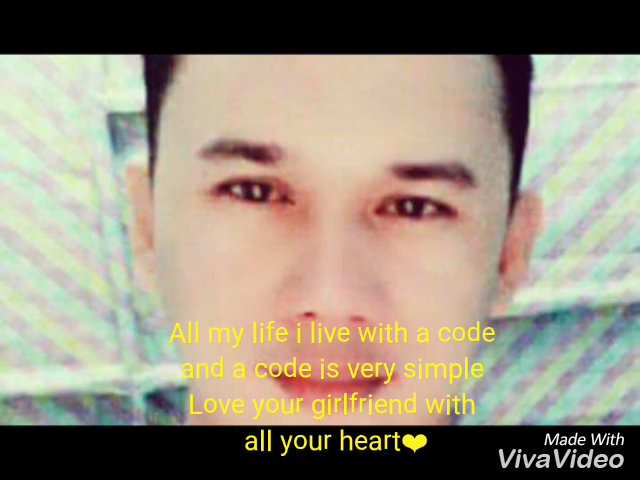 All my life i live with a code
and a code is very simple
Love your girlfriend with
all your heart❤
Made With
VivaVideo